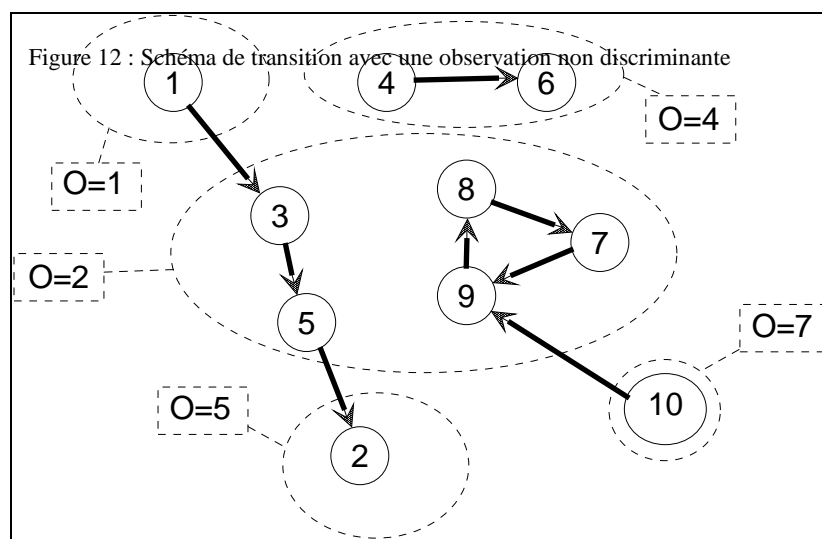 Figure 12 : Schéma de transition avec une observation non discriminante
1
4
6
O=4
O=1
3
8
7
O=2
9
5
O=7
O=5
10
2